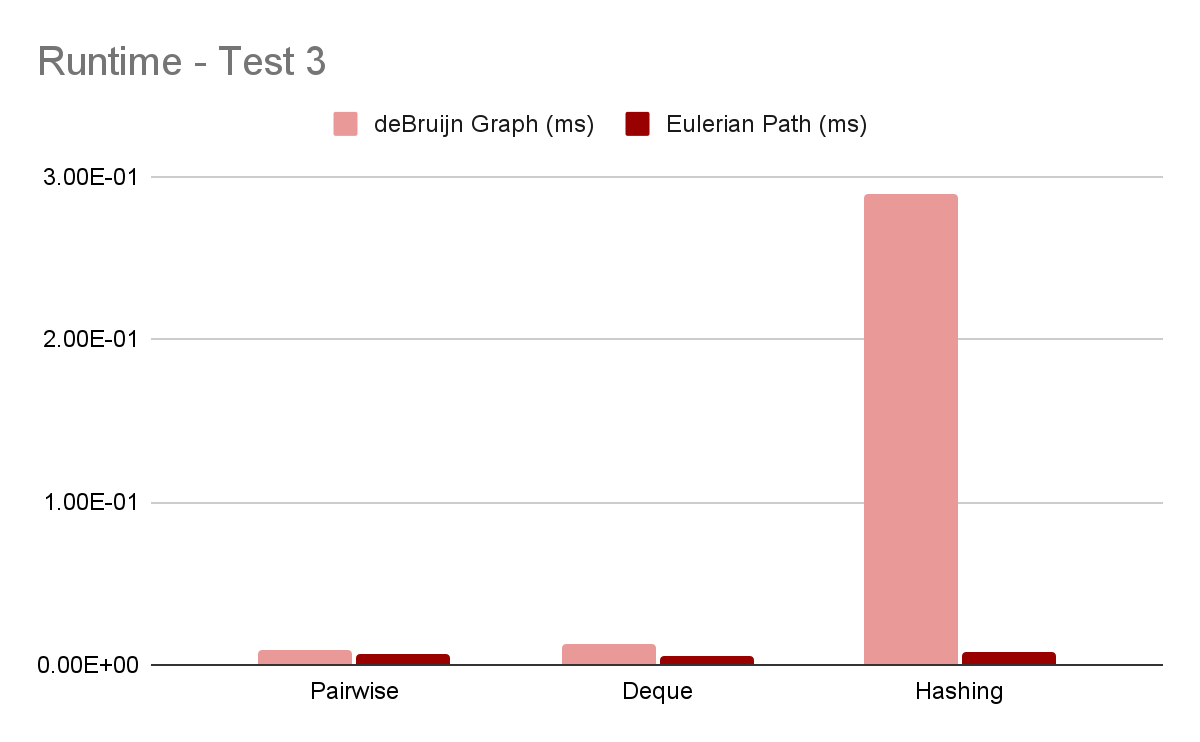 Runtime - Test 3
deBruijn Graph (ms) Eulerian Path (ms)
3.00E-01
2.00E-01
1.00E-01
0.00E+00
Pairwise Deque Hashing